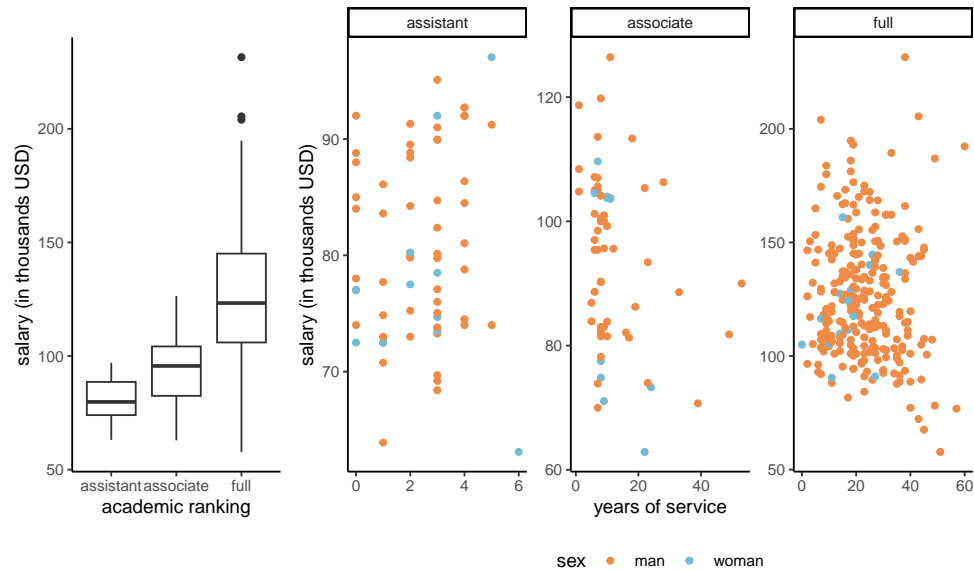 assistant
associate
full
salary (in thousands USD)
200
150
100
50
assistant associate full
academic ranking
salary (in thousands USD)
90
80
70
0 2 4 6
120
100
80
60
0 20 40
200
150
100
50
0 20 40 60
years of service
sex man woman